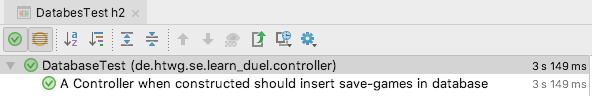 DatabesTest h2
DatabaseTest (de.htwg.se.learn_duel.controller) 3 s 149 ms
A Controller when constructed should insert save-games in database 3 s 149 ms